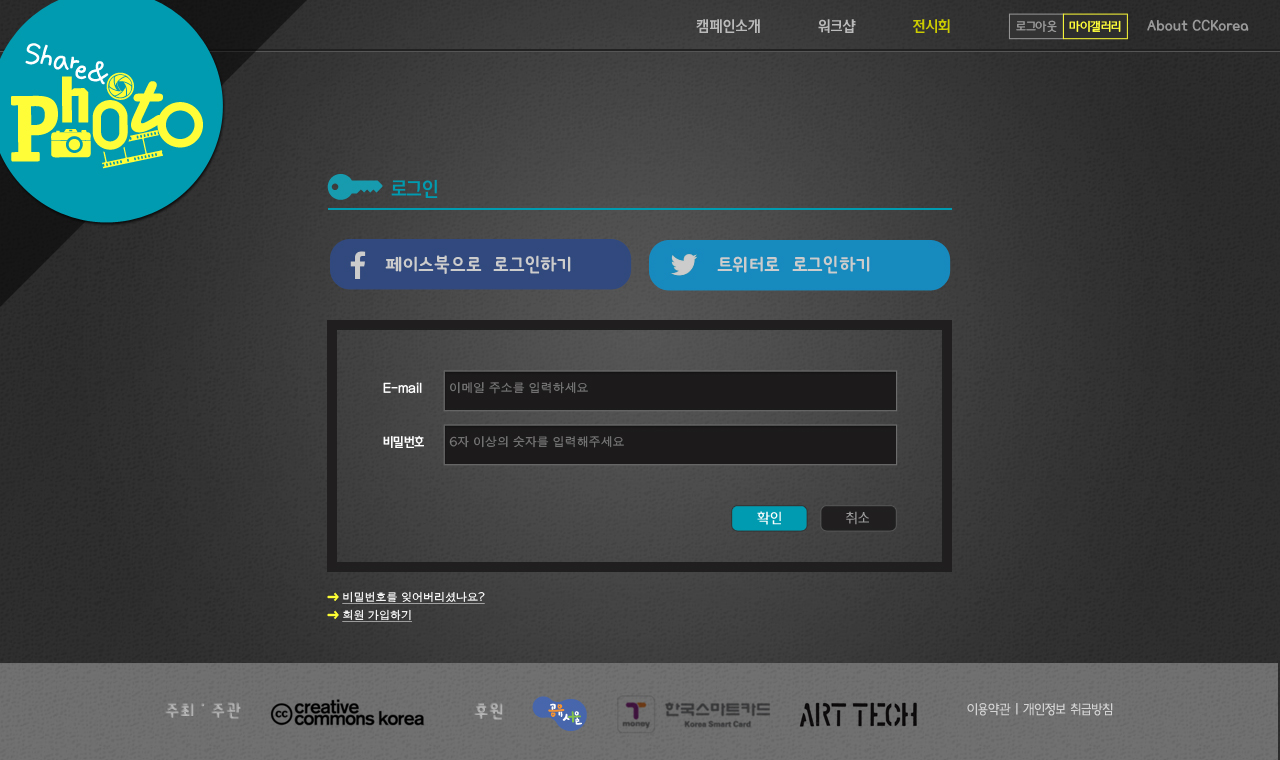 캠페인소개 워크샵 전시회 로그아웃 마이갤러리 About CCKorea
Share&
Photo
로그인
페이스북으로 로그인하기 트위터로 로그인하기
E-mail 이메일 주소를 입력하세요
비밀번호 6자 이상의 숫자를 입력해주세요
확인 취소
비밀번호를 잊어버리셨나요?
회원 가입하기
주최 · 주관 cc creative commons korea 후원 공유서울 T money 한국스마트카드 Korea Smart Card ART TECH 이용약관 | 개인정보 취급방침